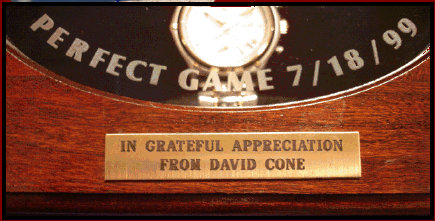 PERFECT GAME 7/18/99
IN GRATEFUL APPRECIATION
FROM DAVID CONE